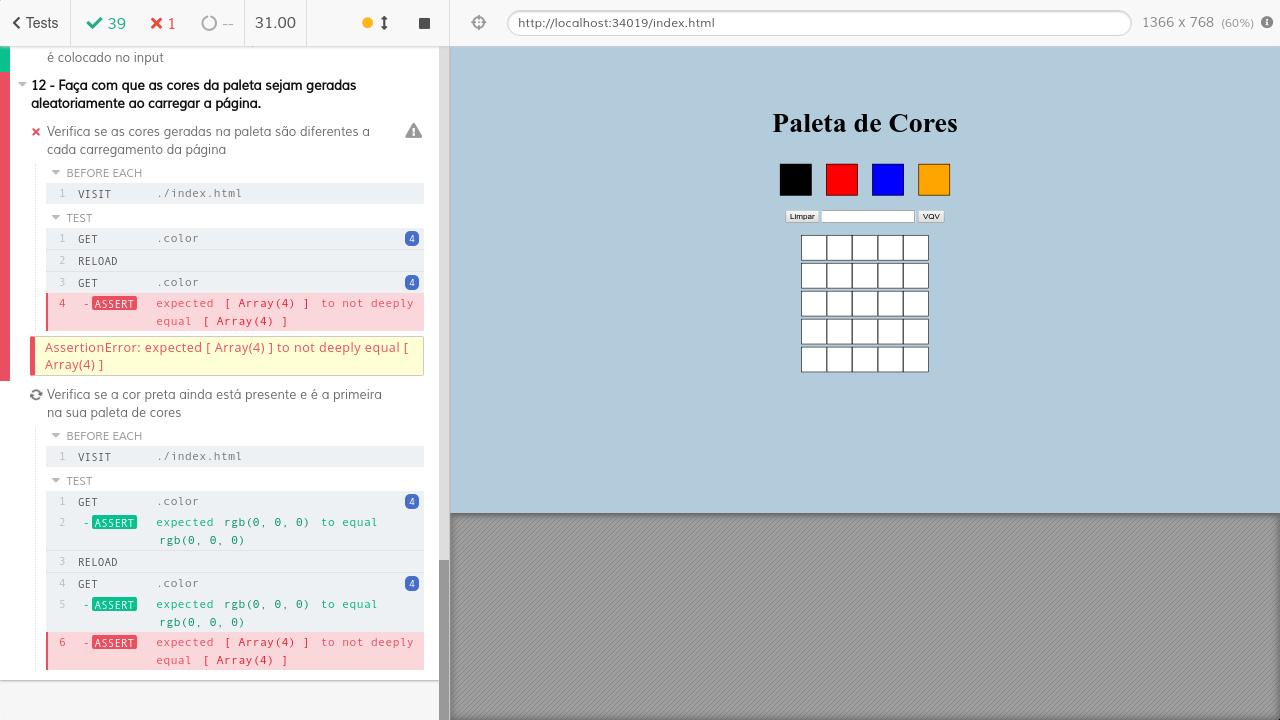 Tests
39
1
--
31.00
http://localhost:34019/index.html
1366 x 768 (60%)
é colocado no input
12 - Faça com que as cores da paleta sejam geradas
aleatoriamente ao carregar a página.
Verifica se as cores geradas na paleta são diferentes a
cada carregamento da página
BEFORE EACH
1 VISIT ./index.html
TEST
1 GET .color 4
2 RELOAD
3 GET .color 4
4 -ASSERT expected [ Array(4) ] to not deeply
equal [ Array(4) ]
AssertionError: expected [ Array(4) ] to not deeply equal [
Array(4) ]
Verifica se a cor preta ainda está presente e é a primeira
na sua paleta de cores
BEFORE EACH
1 VISIT ./index.html
TEST
1 GET .color 4
2 -ASSERT expected rgb(0, 0, 0) to equal
rgb(0, 0, 0)
3 RELOAD
4 GET .color 4
5 -ASSERT expected rgb(0, 0, 0) to equal
rgb(0, 0, 0)
6 -ASSERT expected [ Array(4) ] to not deeply
equal [ Array(4) ]
Paleta de Cores
Limpar
VQV